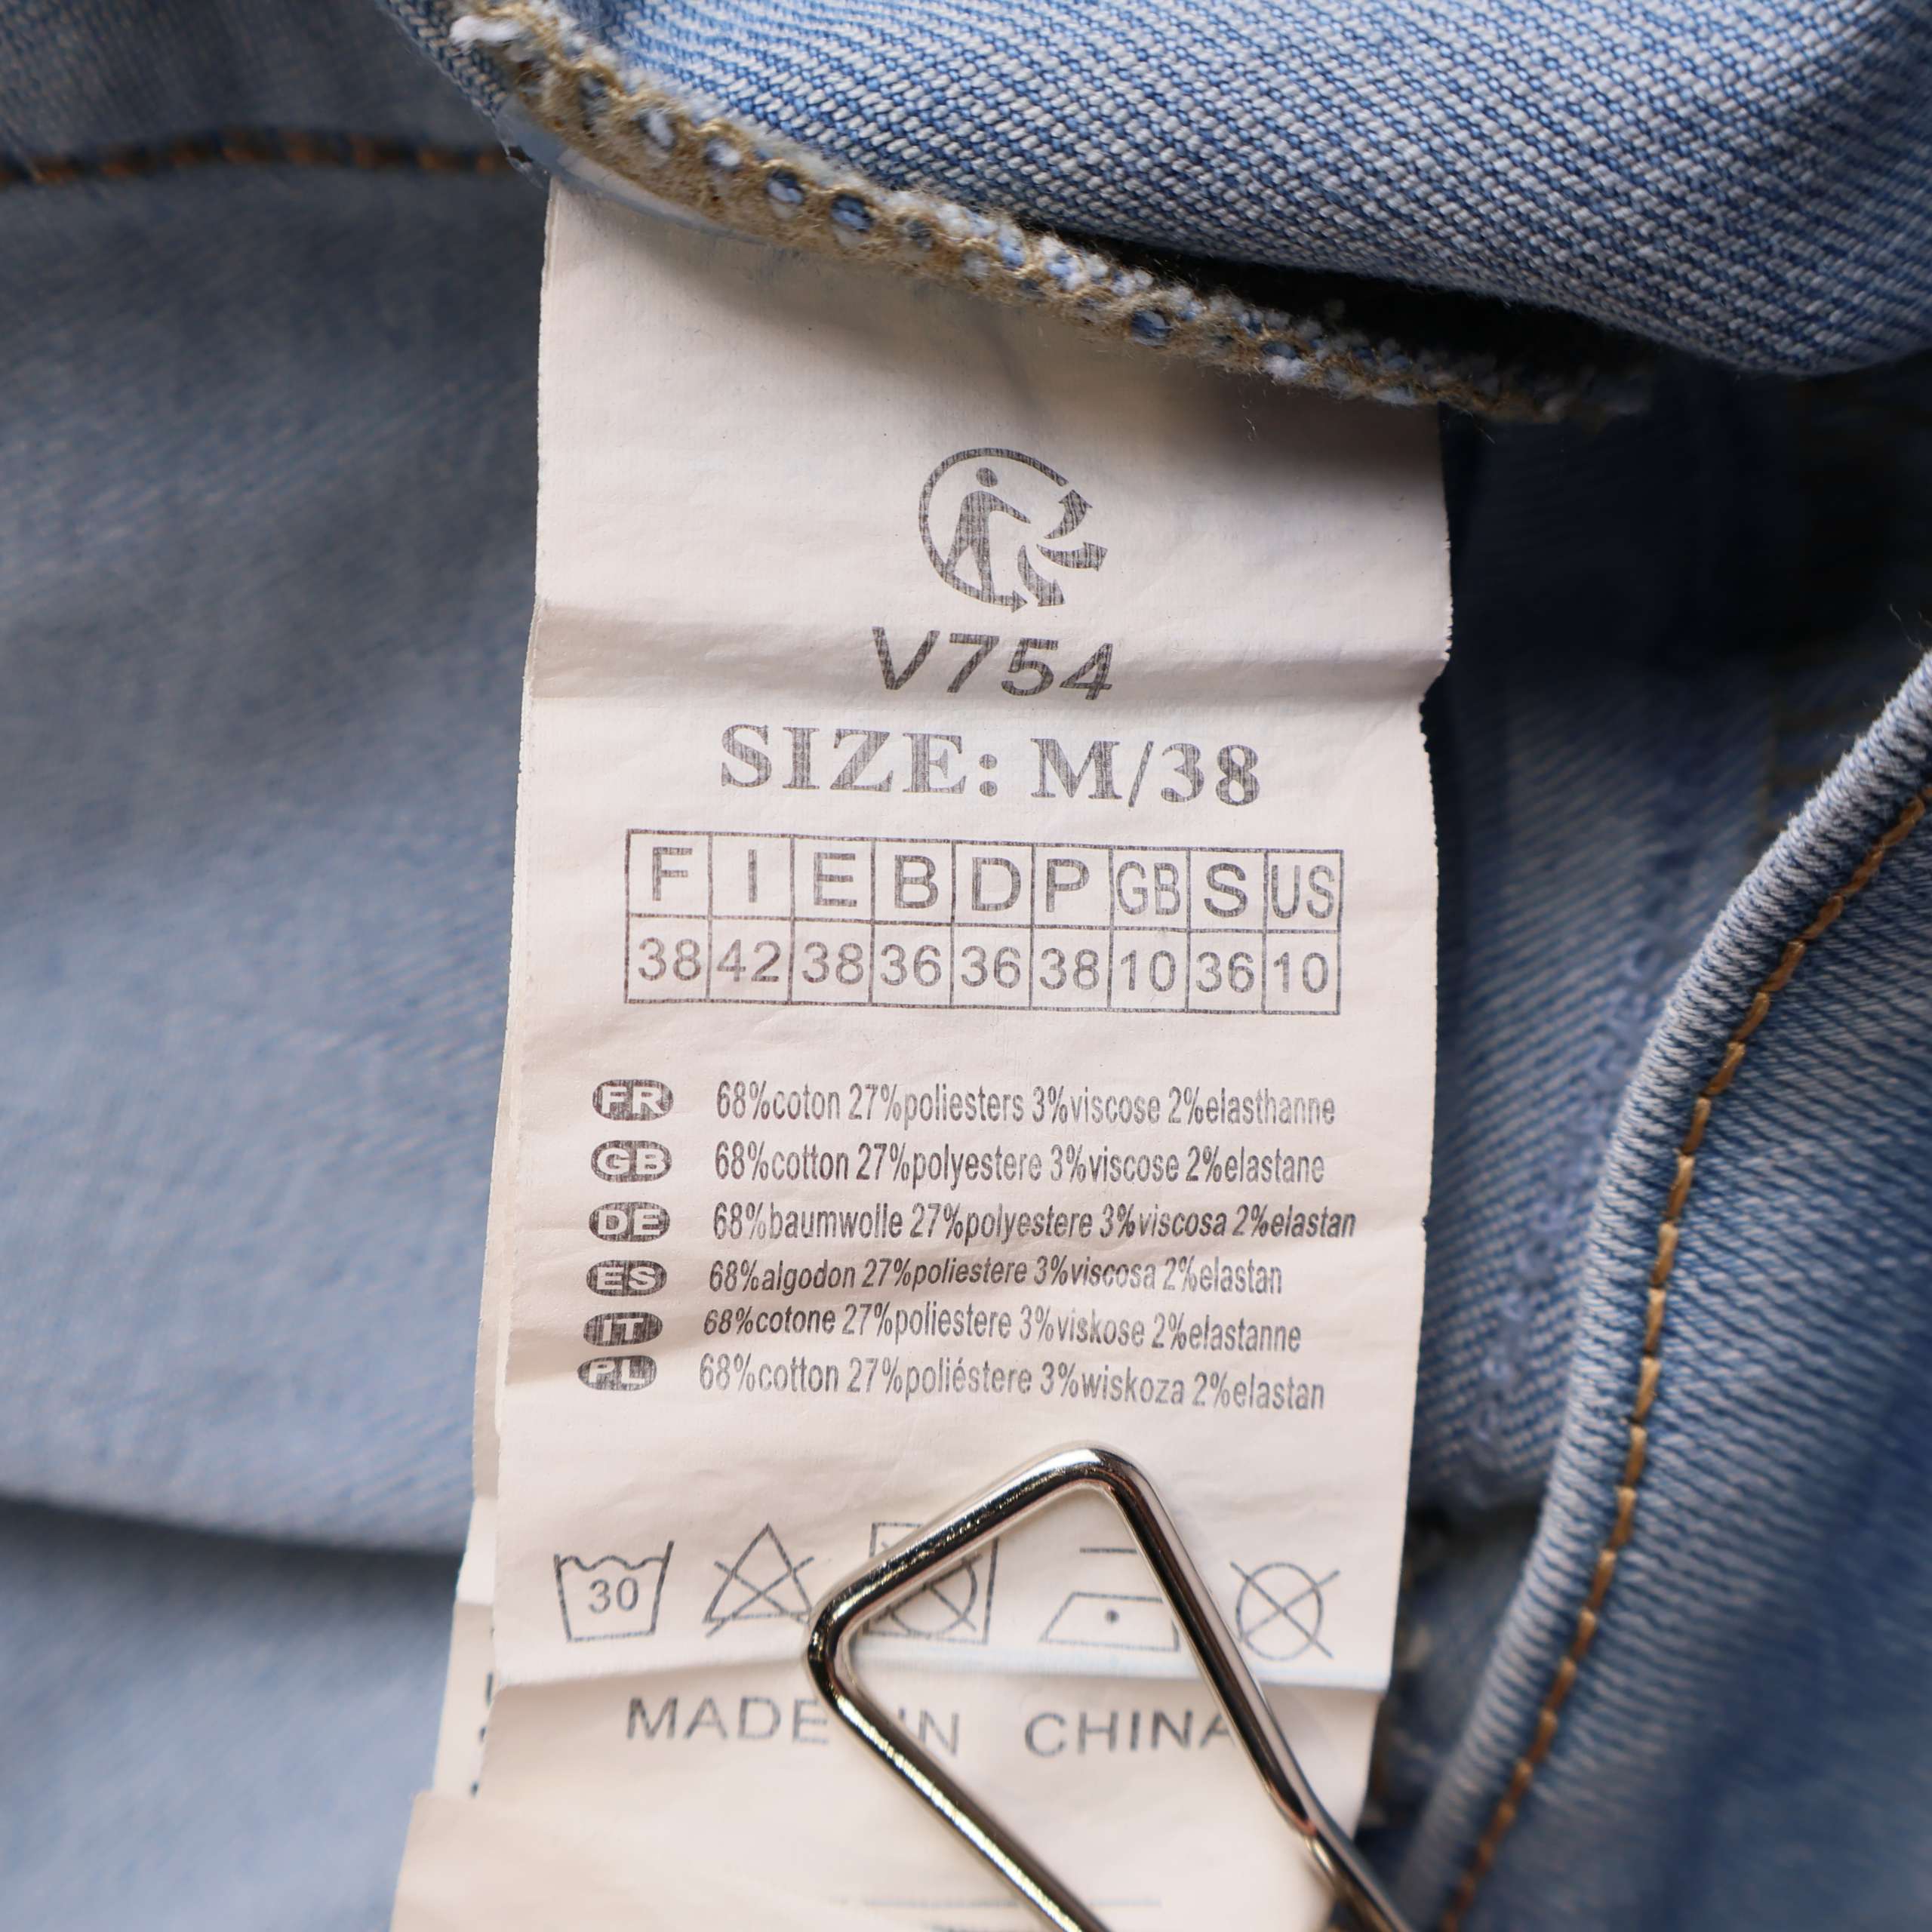 V754
SIZE: M/38
F I E B D P GB S US
38 42 38 36 36 38 10 36 10
FR 68%coton 27%poliesters 3%viscose 2%elasthanne
GB 68%cotton 27%polyestere 3%viscose 2%elastane
DE 68%baumwolle 27%polyestere 3%viscosa 2%elastan
ES 68%algodon 27%poliestere 3%viscosa 2%elastan
IT 68%cotone 27%poliestere 3%viskose 2%elastanne
PL 68%cotton 27%poliéstere 3%wiskoza 2%elastan
30
MADE IN CHINA